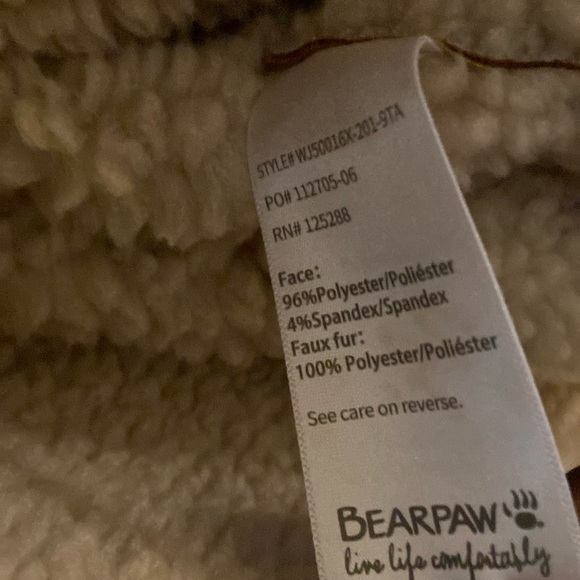 STYLE# WJ50016X-201-9TA
PO# 112705-06
RN# 125288
Face:
96%Polyester/Poliéster
4%Spandex/Spandex
Faux fur:
100% Polyester/Poliéster
See care on reverse.
BEARPAW
live life comfortably